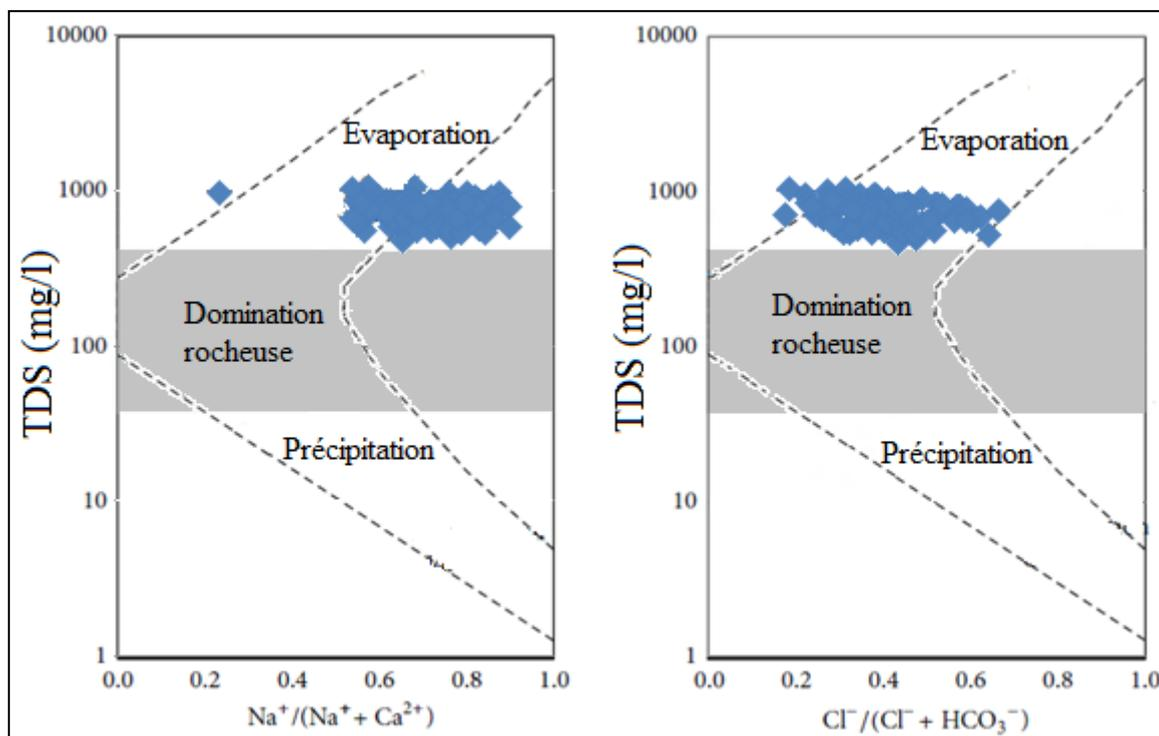 TDS (mg/l)
10000
1000
100
10
1
Evaporation
Domination
rocheuse
Précipitation
0.0 0.2 0.4 0.6 0.8 1.0
Na⁺/(Na⁺ + Ca²⁺)
TDS (mg/l)
10000
1000
100
10
1
Evaporation
Domination
rocheuse
Précipitation
0.0 0.2 0.4 0.6 0.8 1.0
Cl⁻/(Cl⁻ + HCO₃⁻)